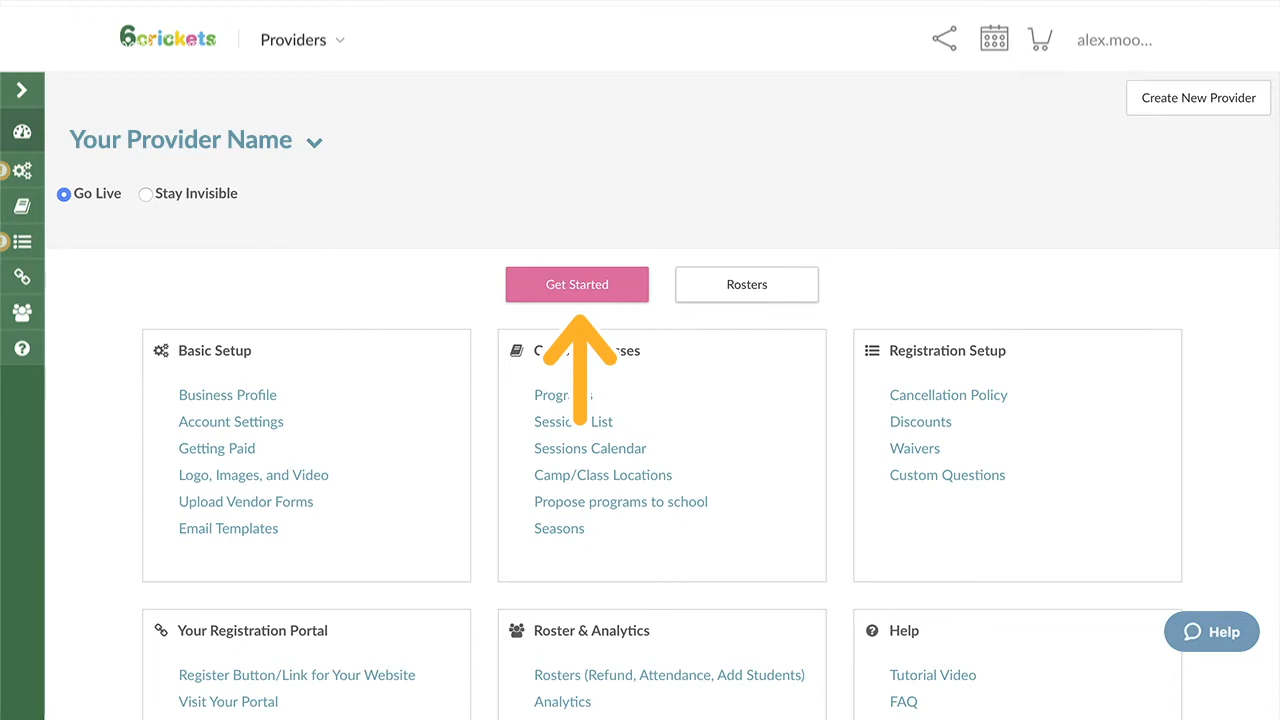 6crickets
Providers
alex.moo...
Create New Provider
Your Provider Name
Go Live
Stay Invisible
Get Started
Rosters
Basic Setup
Business Profile
Account Settings
Getting Paid
Logo, Images, and Video
Upload Vendor Forms
Email Templates
Sessions Calendar
Camp/Class Locations
Propose programs to school
Seasons
Registration Setup
Cancellation Policy
Discounts
Waivers
Custom Questions
Your Registration Portal
Register Button/Link for Your Website
Visit Your Portal
Roster & Analytics
Rosters (Refund, Attendance, Add Students)
Analytics
Help
Tutorial Video
FAQ
Help